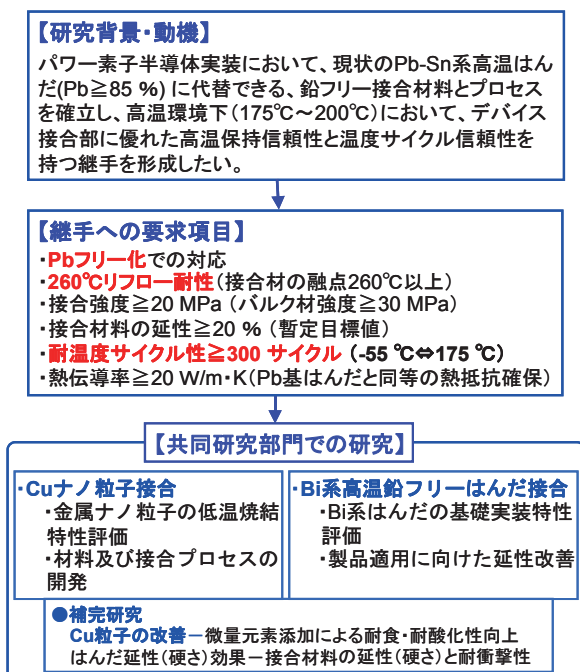 【研究背景・動機】
パワー素子半導体実装において、現状のPb-Sn系高温はん
だ(Pb≧85 %) に代替できる、鉛フリー接合材料とプロセス
を確立し、高温環境下(175℃～200℃)において、デバイス
接合部に優れた高温保持信頼性と温度サイクル信頼性を
持つ継手を形成したい。
【継手への要求項目】
・Pbフリー化での対応
・260℃リフロー耐性(接合材の融点260℃以上)
・接合強度≧20 MPa (バルク材強度≧30 MPa)
・接合材料の延性≧20 % (暫定目標値)
・耐温度サイクル性≧300 サイクル (-55 ℃⇔175 ℃)
・熱伝導率≧20 W/m・K(Pb基はんだと同等の熱抵抗確保)
【共同研究部門での研究】
・Cuナノ粒子接合
・金属ナノ粒子の低温焼結
特性評価
・材料及び接合プロセスの
開発
・Bi系高温鉛フリーはんだ接合
・Bi系はんだの基礎実装特性
評価
・製品適用に向けた延性改善
●補完研究
Cu粒子の改善－微量元素添加による耐食・耐酸化性向上
はんだ延性(硬さ)効果－接合材料の延性(硬さ)と耐衝撃性